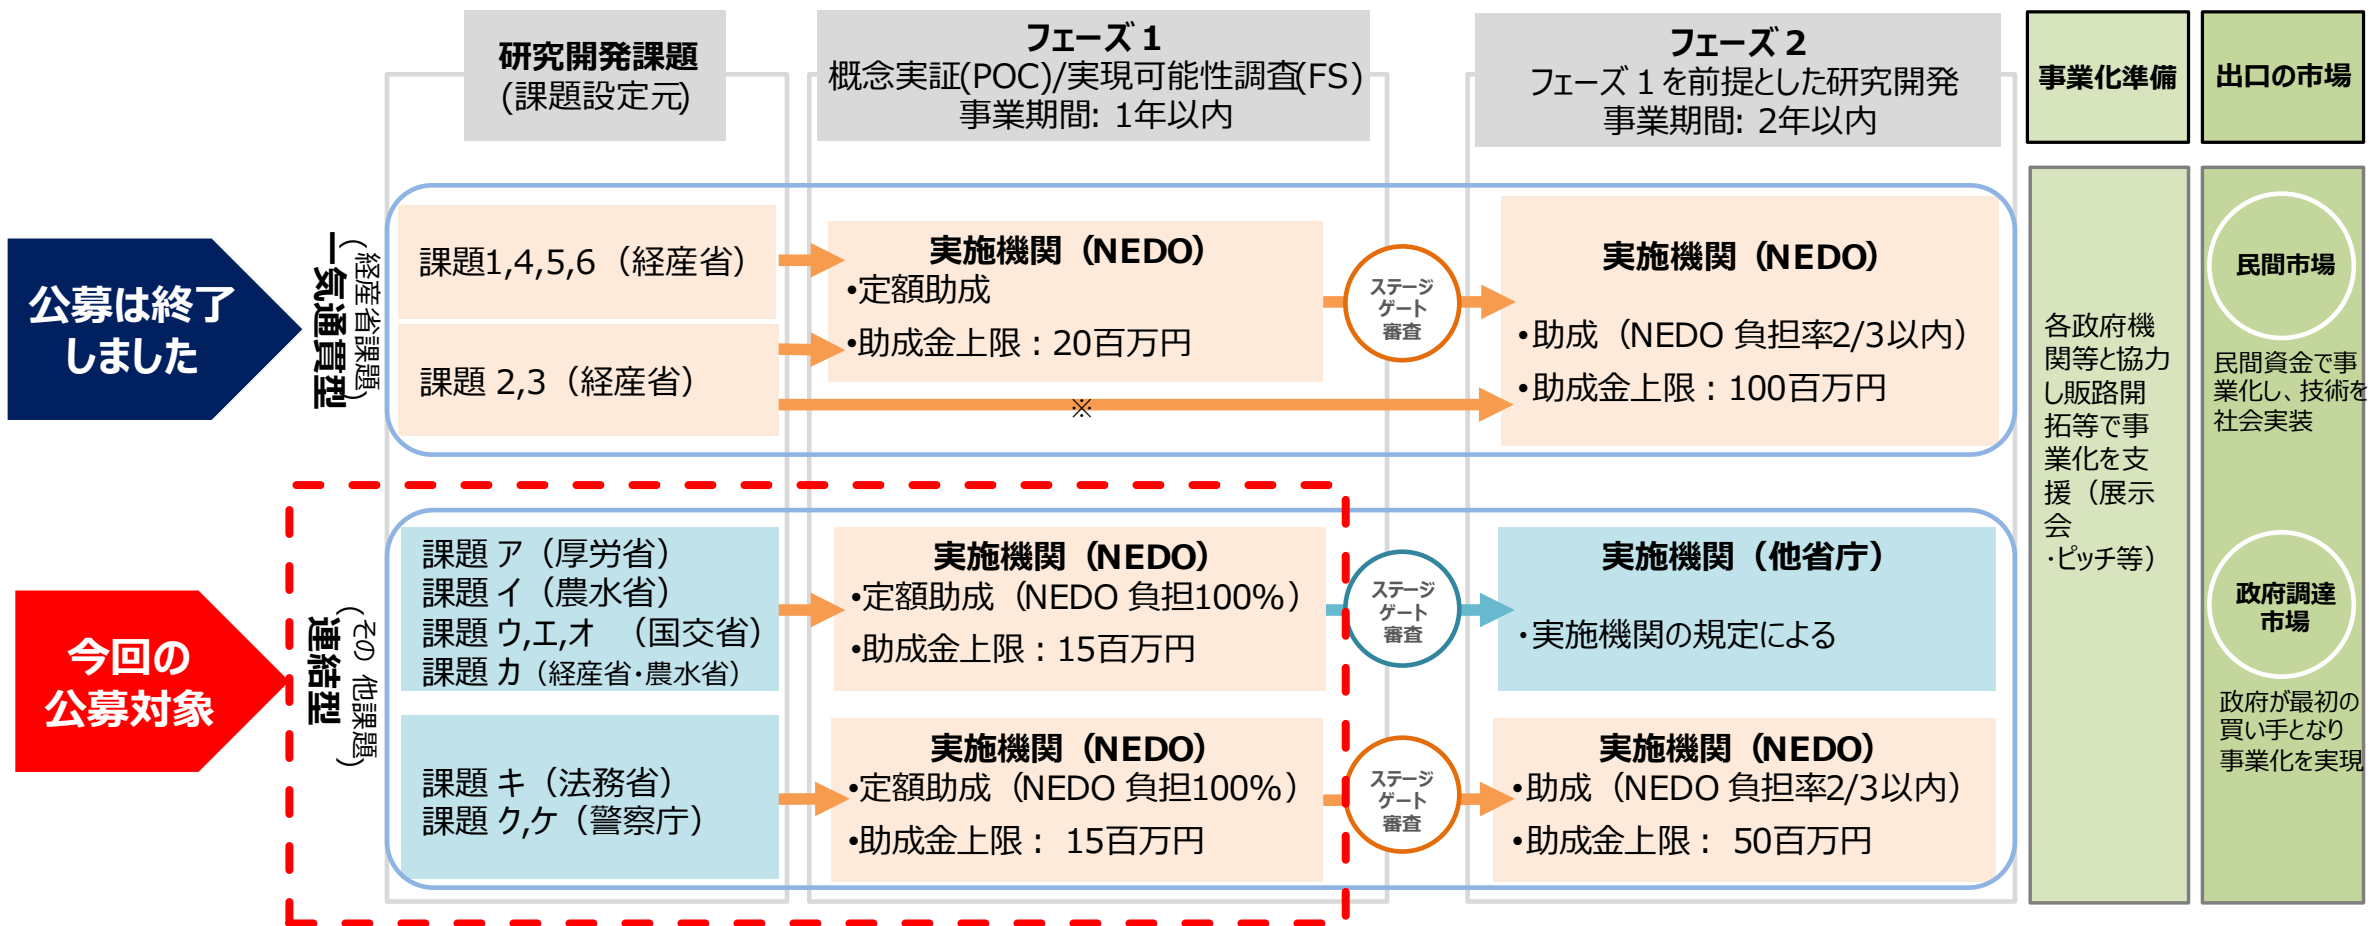 研究開発課題
(課題設定元)
フェーズ1
概念実証(POC)/実現可能性調査(FS)
事業期間: 1年以内
フェーズ2
フェーズ1を前提とした研究開発
事業期間: 2年以内
事業化準備
出口の市場
公募は終了
しました
一気通貫型
(経産省課題)
課題1,4,5,6（経産省）
課題 2,3（経産省）
実施機関（NEDO）
•定額助成
•助成金上限：20百万円
※
ステージ
ゲート
審査
実施機関（NEDO）
•助成（NEDO 負担率2/3以内）
•助成金上限：100百万円
今回の
公募対象
連結型
(その 他課題)
課題 ア（厚労省）
課題 イ（農水省）
課題 ウ,エ,オ （国交省）
課題 カ（経産省・農水省）
実施機関（NEDO）
•定額助成（NEDO 負担100%）
•助成金上限：15百万円
ステージ
ゲート
審査
実施機関（他省庁）
・実施機関の規定による
課題 キ（法務省）
課題 ク,ケ（警察庁）
実施機関（NEDO）
•定額助成（NEDO 負担100%）
•助成金上限： 15百万円
ステージ
ゲート
審査
実施機関（NEDO）
•助成（NEDO 負担率2/3以内）
•助成金上限： 50百万円
各政府機
関等と協力
し販路開
拓等で事
業化を支
援（展示
会
・ピッチ等）
民間市場
民間資金で事
業化し、技術を
社会実装
政府調達
市場
政府が最初の
買い手となり
事業化を実現